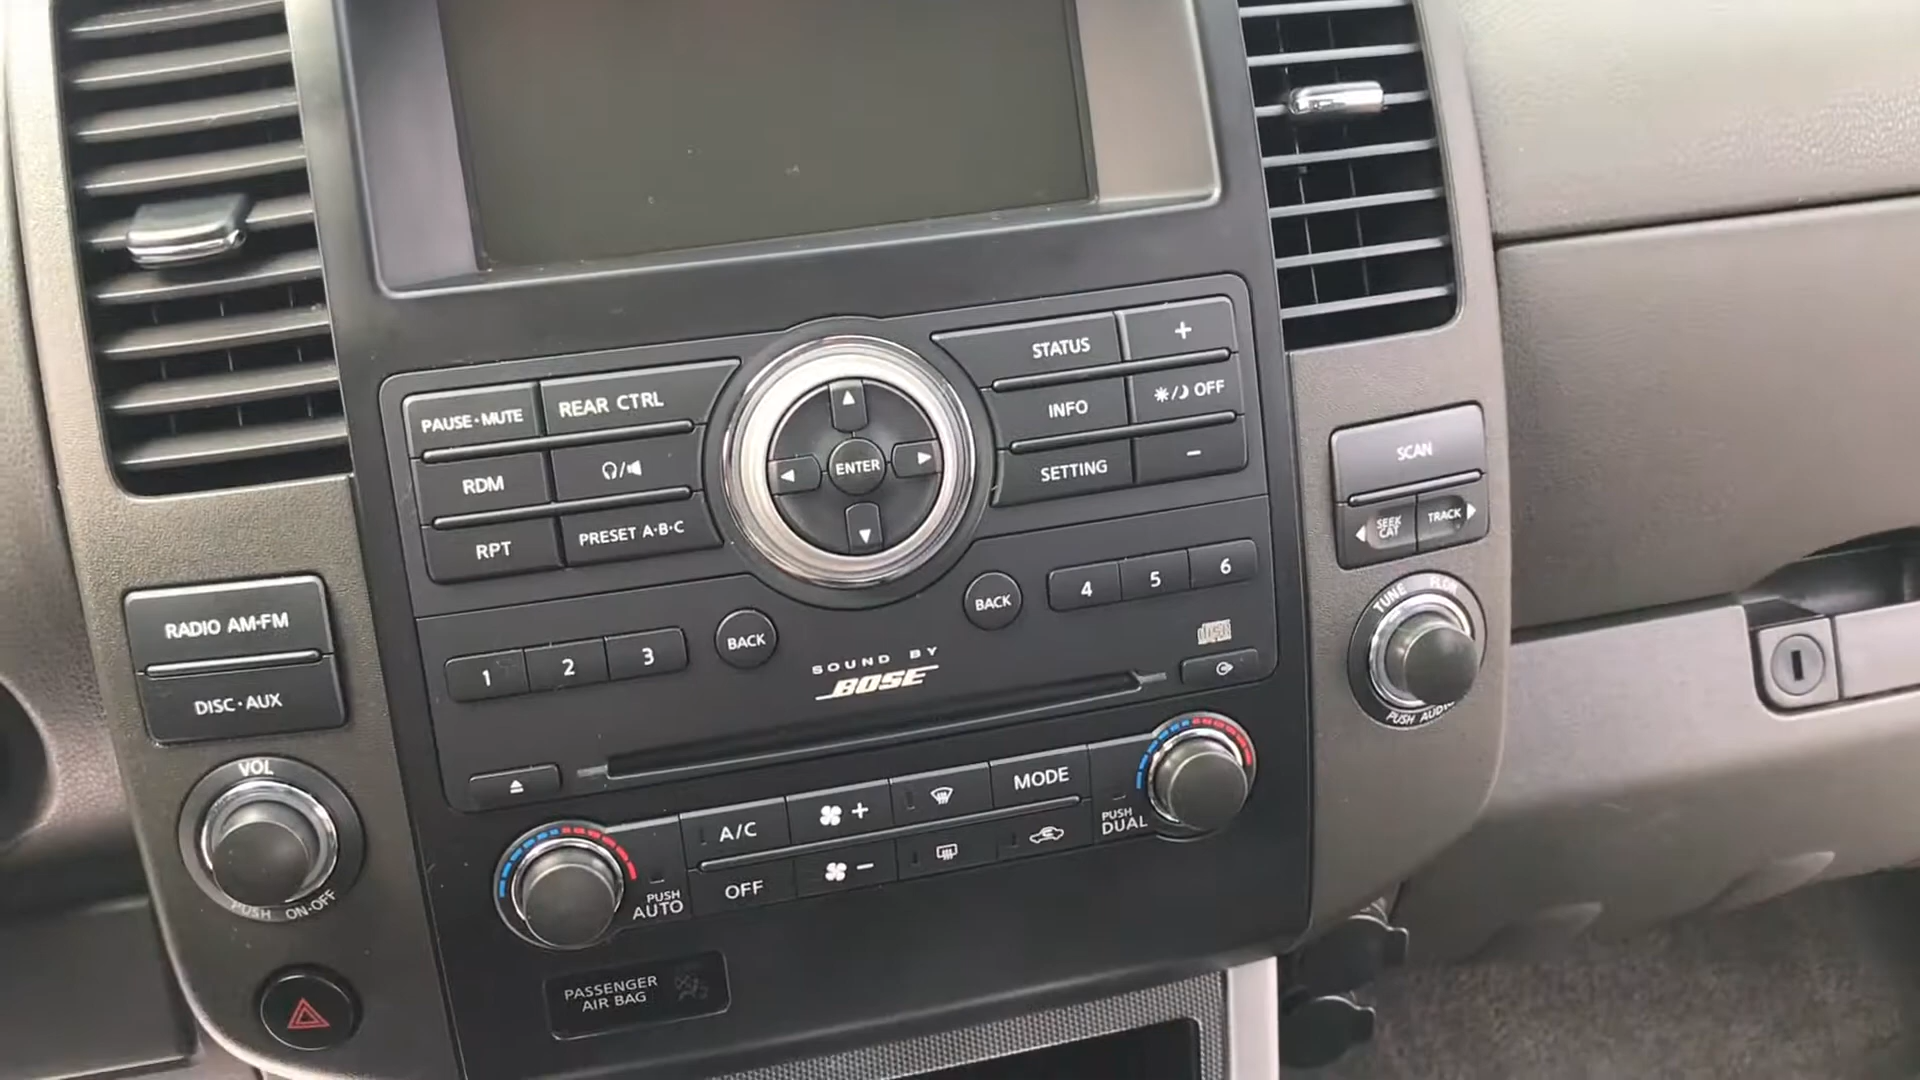 PAUSE·MUTE
REAR CTRL
RDM
RPT
PRESET A·B·C
ENTER
STATUS
+
INFO
OFF
SETTING
−
SCAN
SEEK
CAT
TRACK
TUNE
PUSH AUDIO
RADIO AM·FM
DISC·AUX
VOL
PUSH ON·OFF
1
2
3
BACK
BACK
4
5
6
SOUND BY
BOSE
A/C
+
MODE
OFF
−
PUSH
AUTO
PUSH
DUAL
PASSENGER
AIR BAG